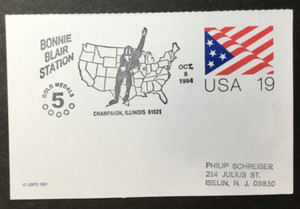 BONNIE
BLAIR
STATION
GOLD MEDALS
5
OCT.
8
1994
CHAMPAIGN, ILLINOIS 61821
USA 19
© USPS 1991
PHILIP SCHREIBER
214 JULIUS ST.
ISELIN, N. J. 08830